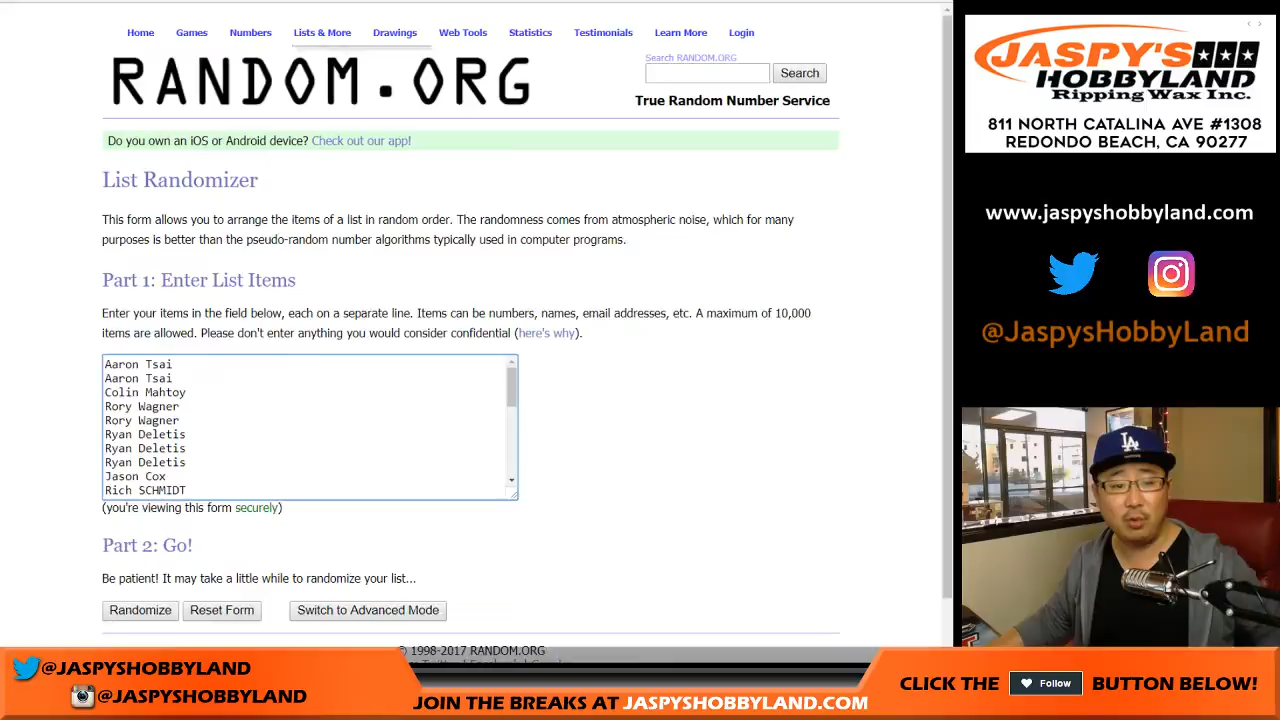 Home Games Numbers Lists & More Drawings Web Tools Statistics Testimonials Learn More Login
RANDOM.ORG
Search RANDOM.ORG
Search
True Random Number Service
Do you own an iOS or Android device? Check out our app!
List Randomizer
This form allows you to arrange the items of a list in random order. The randomness comes from atmospheric noise, which for many
purposes is better than the pseudo-random number algorithms typically used in computer programs.
Part 1: Enter List Items
Enter your items in the field below, each on a separate line. Items can be numbers, names, email addresses, etc. A maximum of 10,000
items are allowed. Please don't enter anything you would consider confidential (here's why).
Aaron Tsai
Aaron Tsai
Colin Mahtoy
Rory Wagner
Rory Wagner
Ryan Deletis
Ryan Deletis
Ryan Deletis
Jason Cox
Rich SCHMIDT
(you're viewing this form securely)
Part 2: Go!
Be patient! It may take a little while to randomize your list...
Randomize Reset Form Switch to Advanced Mode
© 1998-2017 RANDOM.ORG
JASPY'S
HOBBYLAND
Ripping Wax Inc.
811 NORTH CATALINA AVE #1308
REDONDO BEACH, CA 90277
www.jaspyshobbyland.com
@JaspysHobbyLand
LA
@JASPYSHOBBYLAND
@JASPYSHOBBYLAND
JOIN THE BREAKS AT JASPYSHOBBYLAND.COM
CLICK THE Follow BUTTON BELOW!